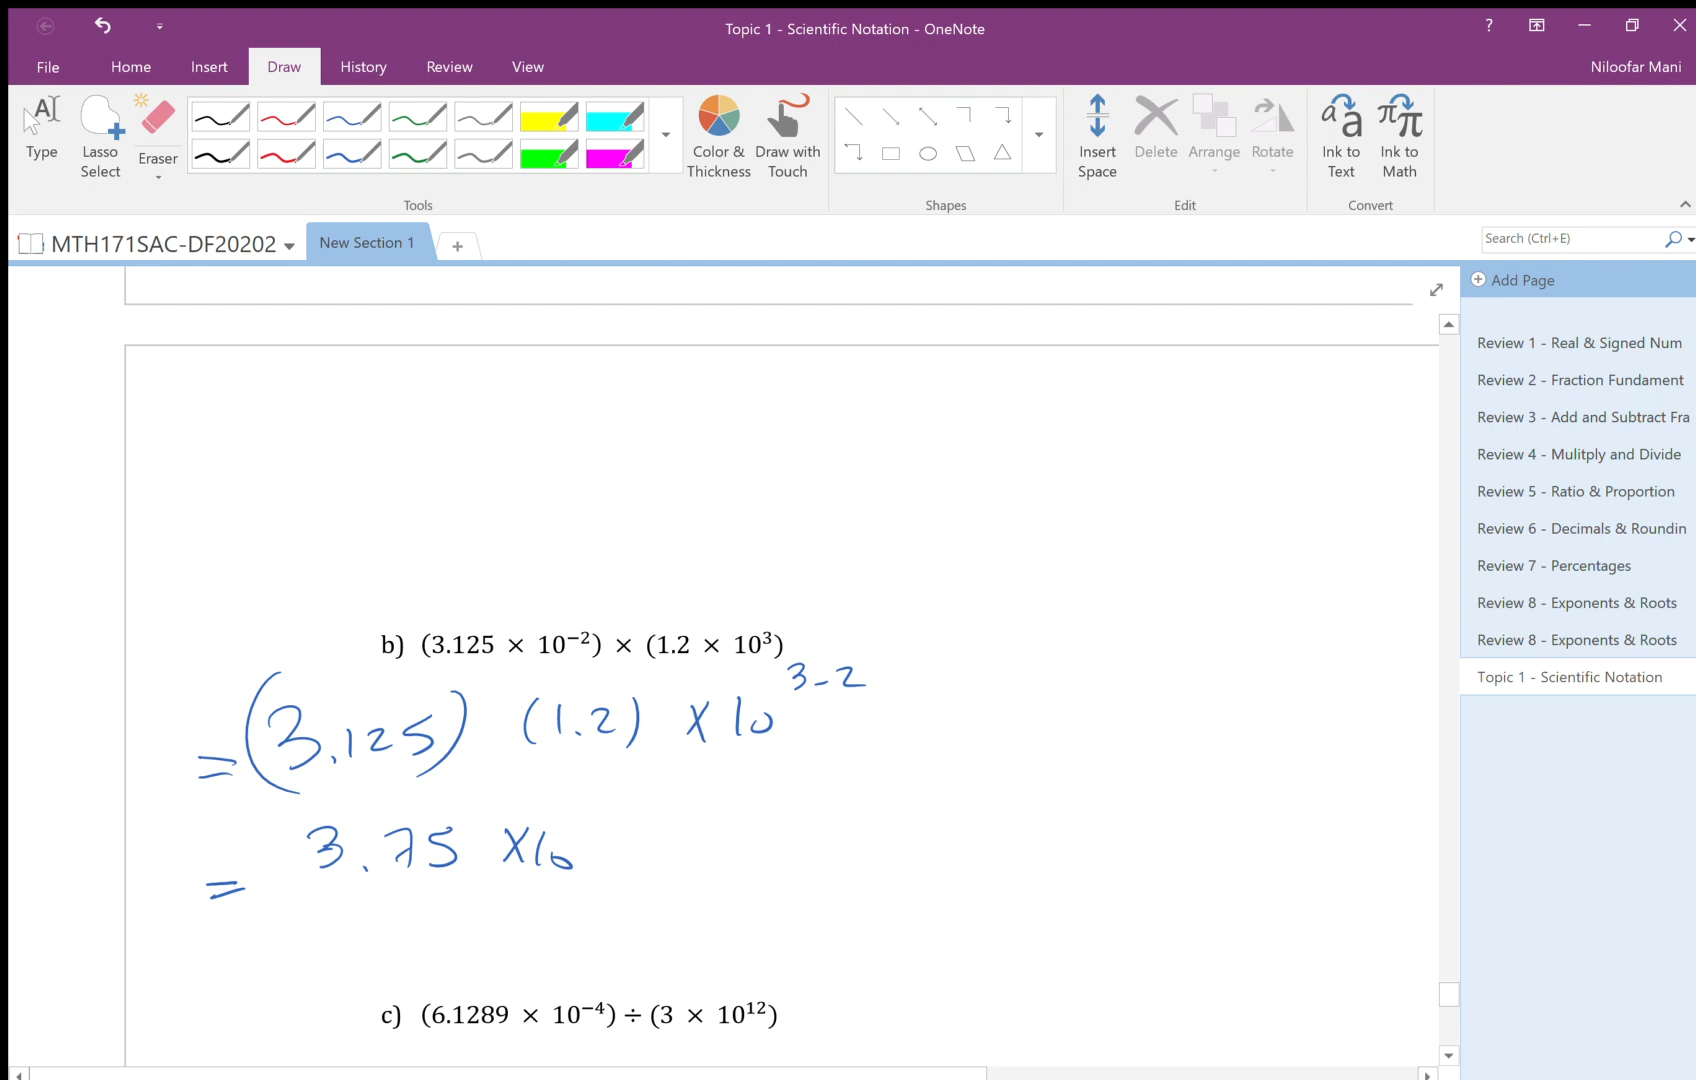 Topic 1 - Scientific Notation - OneNote
?
File Home Insert Draw History Review View
Niloofar Mani
Type
Lasso Select
Eraser
Color & Thickness
Draw with Touch
Insert Space
Delete
Arrange
Rotate
Ink to Text
Ink to Math
Tools
Shapes
Edit
Convert
MTH171SAC-DF20202
New Section 1
+
Search (Ctrl+E)
Add Page
Review 1 - Real & Signed Num
Review 2 - Fraction Fundament
Review 3 - Add and Subtract Fra
Review 4 - Mulitply and Divide
Review 5 - Ratio & Proportion
Review 6 - Decimals & Roundin
Review 7 - Percentages
Review 8 - Exponents & Roots
Review 8 - Exponents & Roots
Topic 1 - Scientific Notation
b) (3.125 × 10⁻²) × (1.2 × 10³)
= (3.125) (1.2) × 10³⁻²
= 3.75 × 10
c) (6.1289 × 10⁻⁴) ÷ (3 × 10¹²)